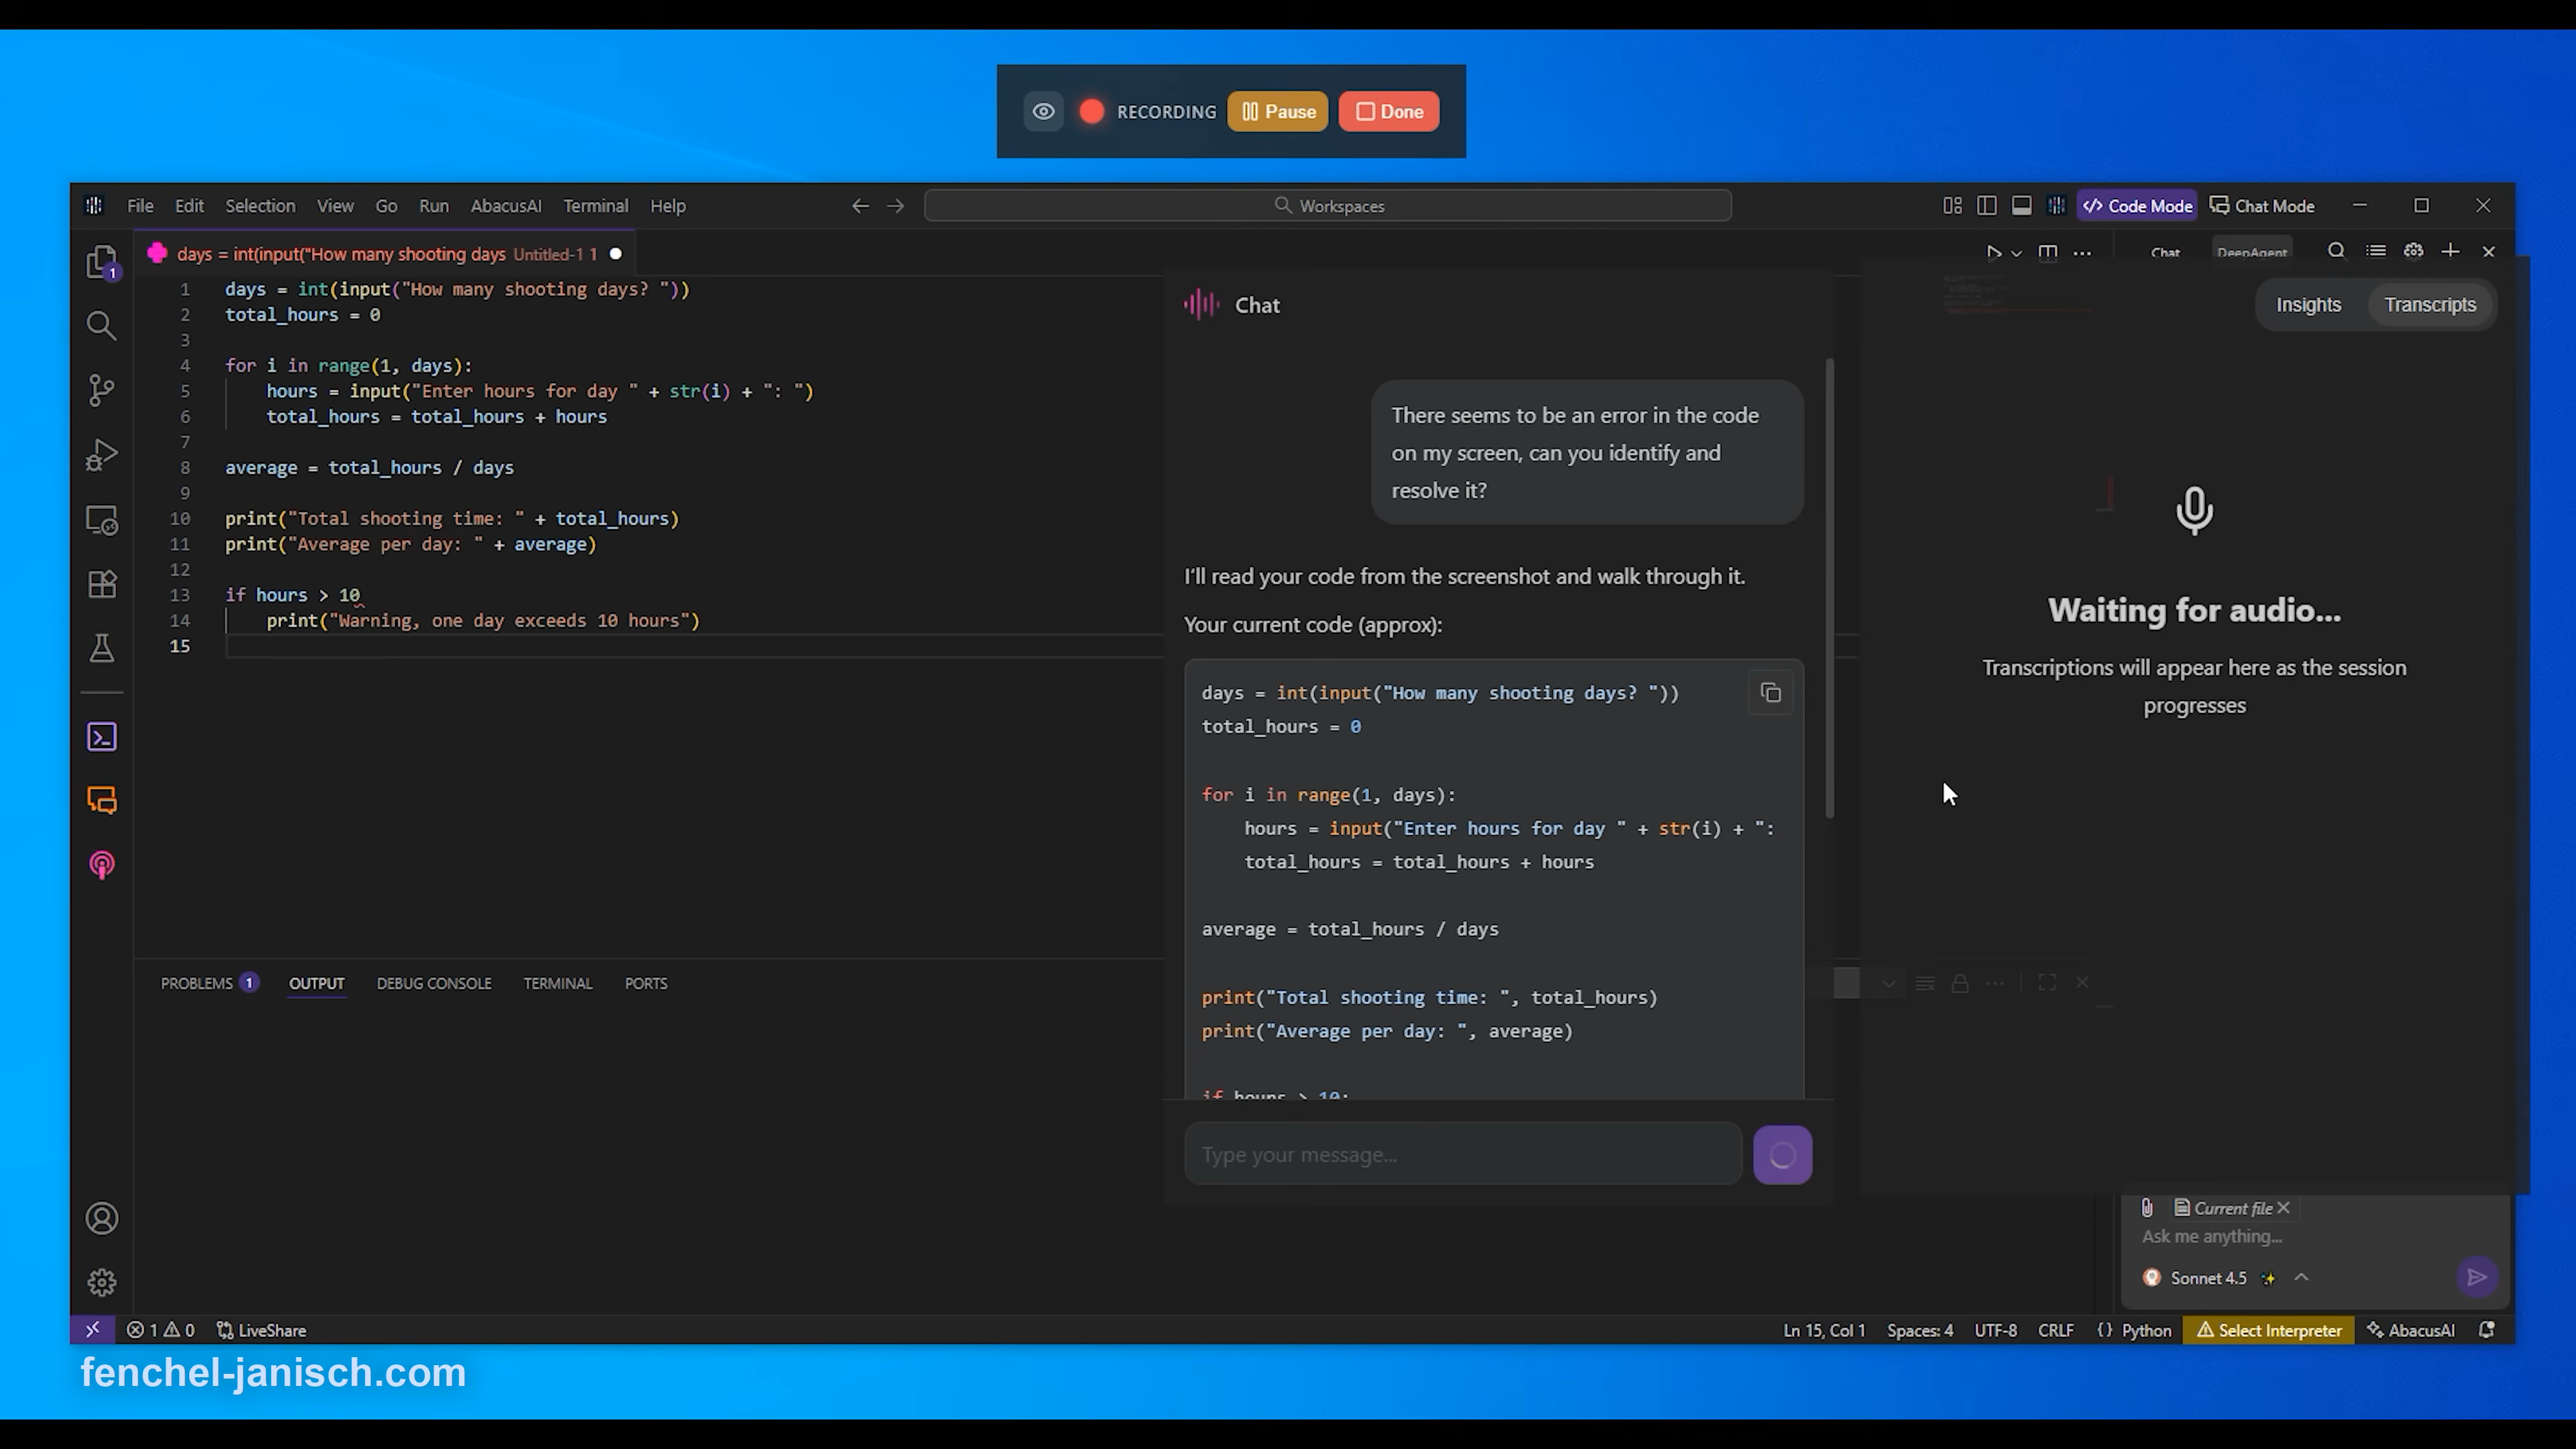 RECORDING Pause Done
File Edit Selection View Go Run AbacusAI Terminal Help
Workspaces
Code Mode Chat Mode
days = int(input("How many shooting days Untitled-1 1
Chat DeepAgent
1
1 days = int(input("How many shooting days? "))
2 total_hours = 0
3
4 for i in range(1, days):
5 hours = input("Enter hours for day " + str(i) + ": ")
6 total_hours = total_hours + hours
7
8 average = total_hours / days
9
10 print("Total shooting time: " + total_hours)
11 print("Average per day: " + average)
12
13 if hours > 10
14 print("Warning, one day exceeds 10 hours")
15
Chat
There seems to be an error in the code
on my screen, can you identify and
resolve it?
I'll read your code from the screenshot and walk through it.
Your current code (approx):
days = int(input("How many shooting days? "))
total_hours = 0
for i in range(1, days):
hours = input("Enter hours for day " + str(i) + ":
total_hours = total_hours + hours
average = total_hours / days
print("Total shooting time: ", total_hours)
print("Average per day: ", average)
if hours > 10:
Type your message...
Insights Transcripts
Waiting for audio...
Transcriptions will appear here as the session
progresses
PROBLEMS 1 OUTPUT DEBUG CONSOLE TERMINAL PORTS
Current file
Ask me anything...
Sonnet 4.5
1 0 LiveShare
Ln 15, Col 1 Spaces: 4 UTF-8 CRLF {} Python Select Interpreter AbacusAI
fenchel-janisch.com